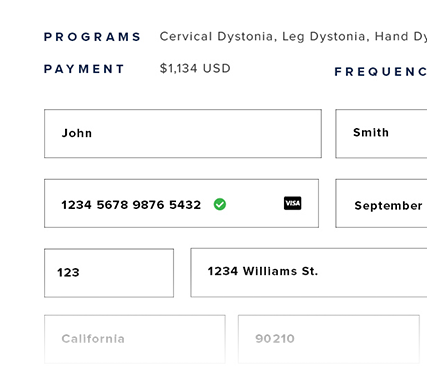 PROGRAMS Cervical Dystonia, Leg Dystonia, Hand Dy
PAYMENT $1,134 USD FREQUENC
John Smith
1234 5678 9876 5432 VISA September
123 1234 Williams St.
California 90210